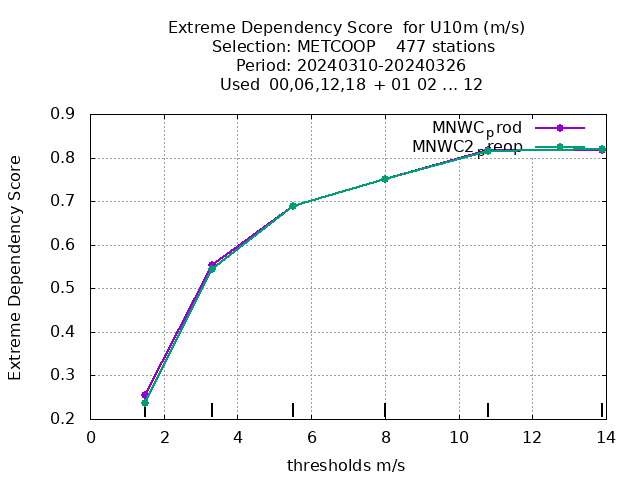 Extreme Dependency Score  for U10m (m/s)
Selection: METCOOP    477 stations
Period: 20240310-20240326
Used  00,06,12,18  + 01 02 ... 12
MNWC_prod
MNWC2_preop
Extreme Dependency Score
0.9
0.8
0.7
0.6
0.5
0.4
0.3
0.2
0 2 4 6 8 10 12 14
thresholds m/s